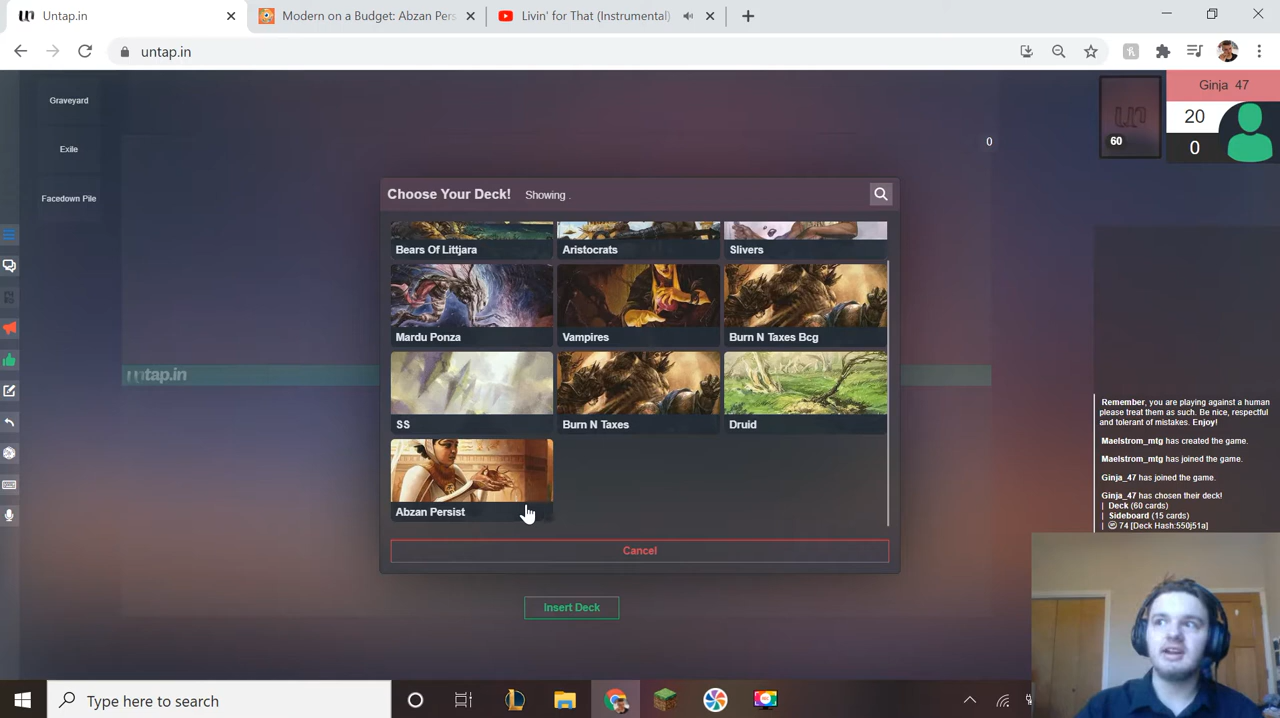 Untap.in
Modern on a Budget: Abzan Pers
Livin' for That (Instrumental)
untap.in
Graveyard
Exile
Facedown Pile
0
60
Ginja_47
20
0
Choose Your Deck!
Showing .
Bears Of Littjara
Aristocrats
Slivers
Mardu Ponza
Vampires
Burn N Taxes Bcg
SS
Burn N Taxes
Druid
Abzan Persist
Cancel
Insert Deck
untap.in
Remember, you are playing against a human
please treat them as such. Be nice, respectful
and tolerant of mistakes. Enjoy!
Maelstrom_mtg has created the game.
Maelstrom_mtg has joined the game.
Ginja_47 has joined the game.
Ginja_47 has chosen their deck!
| Deck (60 cards)
| Sideboard (15 cards)
| 74 [Deck Hash:550j51a]
Type here to search